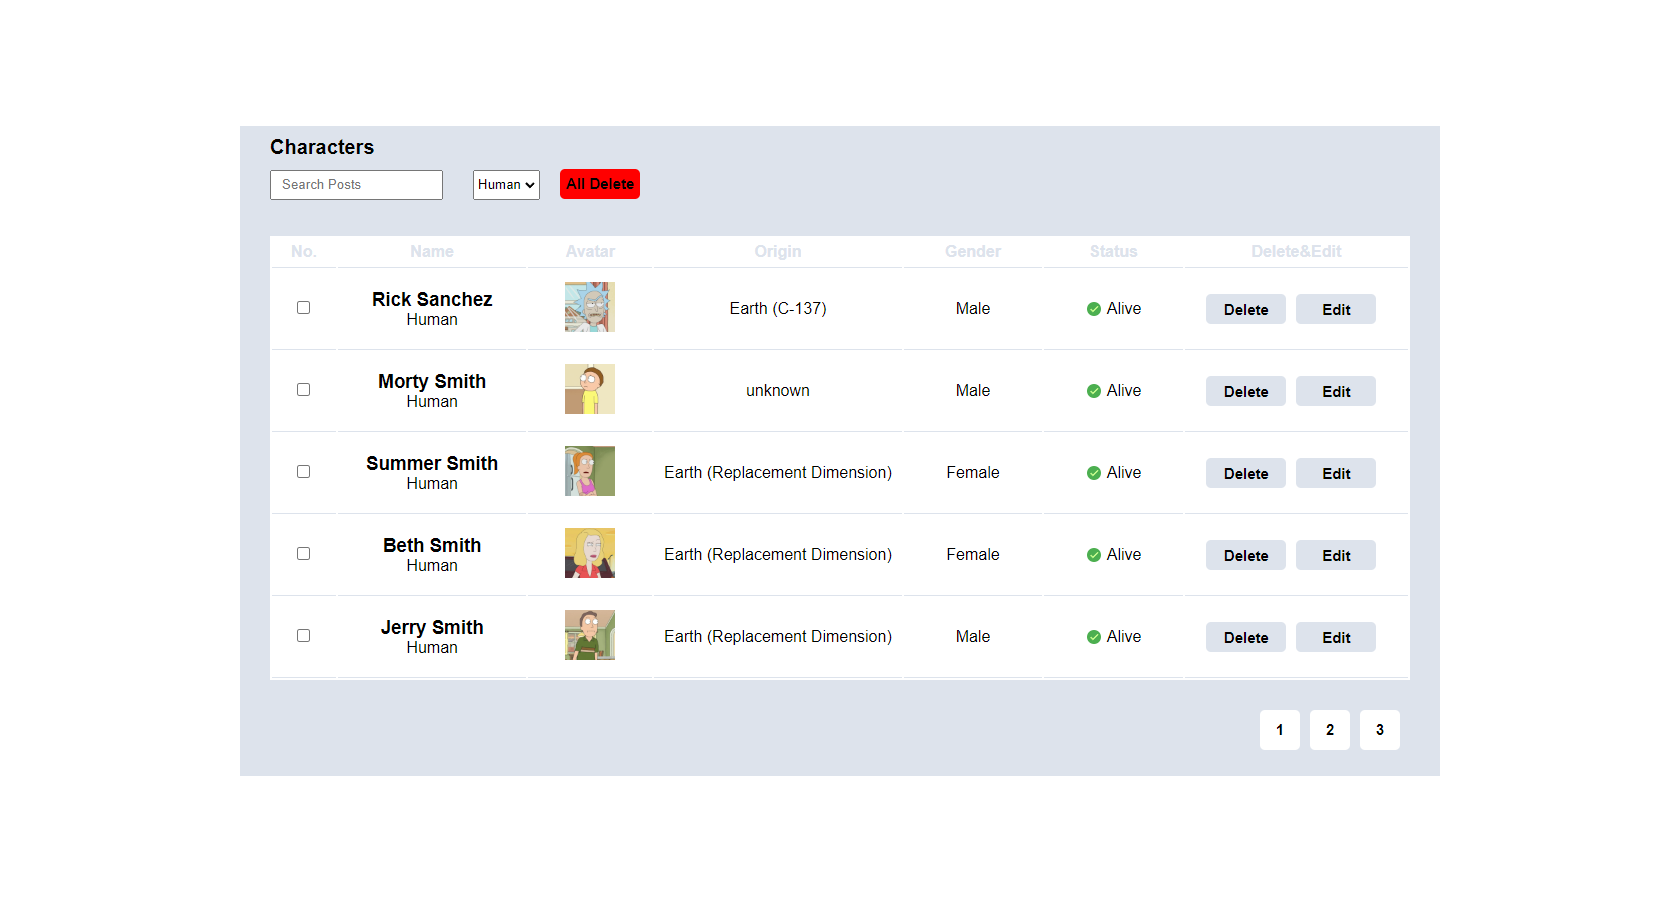 Characters
Search Posts Human All Delete
No. Name Avatar Origin Gender Status Delete&Edit
Rick Sanchez
Human Earth (C-137) Male Alive Delete Edit
Morty Smith
Human unknown Male Alive Delete Edit
Summer Smith
Human Earth (Replacement Dimension) Female Alive Delete Edit
Beth Smith
Human Earth (Replacement Dimension) Female Alive Delete Edit
Jerry Smith
Human Earth (Replacement Dimension) Male Alive Delete Edit
1 2 3